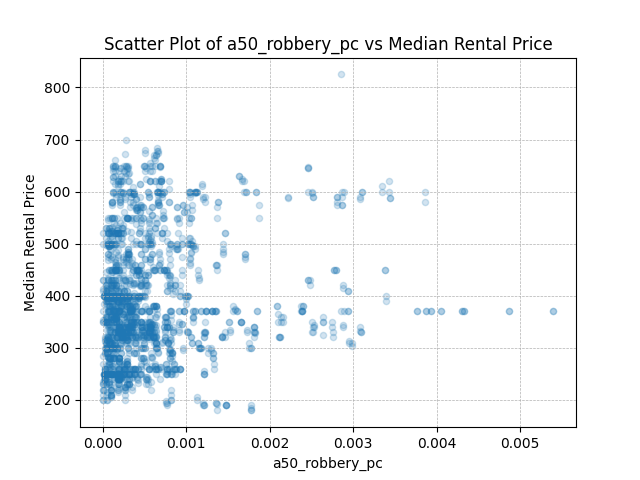 Scatter Plot of a50_robbery_pc vs Median Rental Price
Median Rental Price
800
700
600
500
400
300
200
0.000 0.001 0.002 0.003 0.004 0.005
a50_robbery_pc